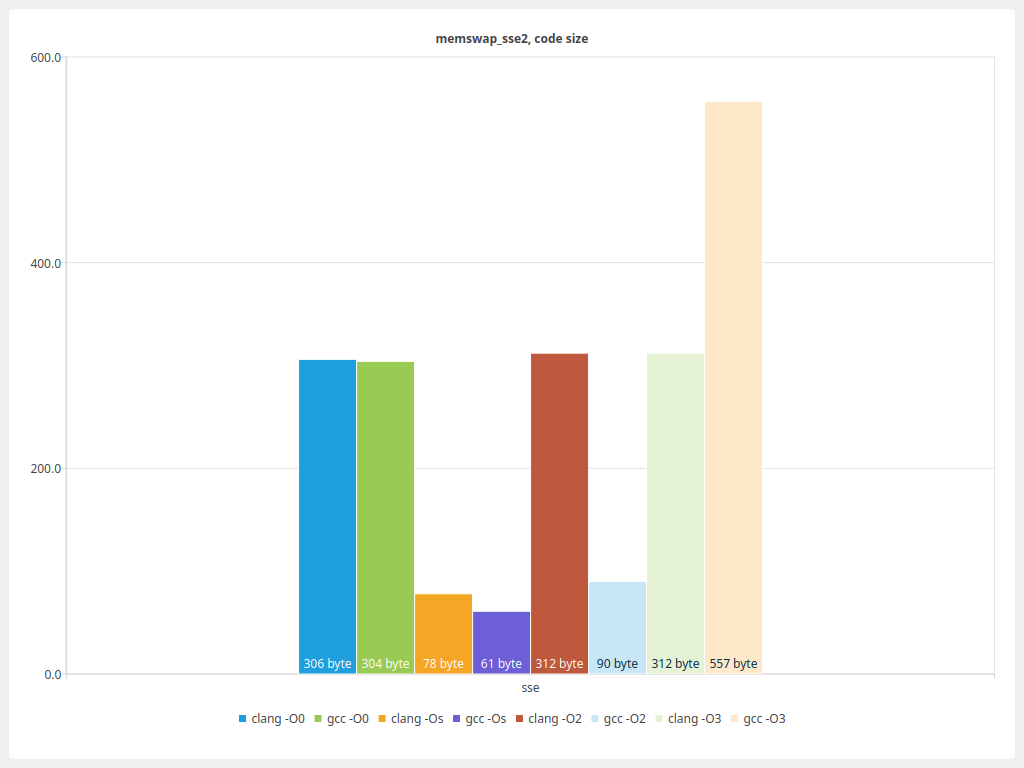 memswap_sse2, code size
600.0
400.0
200.0
0.0
306 byte 304 byte 78 byte 61 byte 312 byte 90 byte 312 byte 557 byte
sse
clang -O0 gcc -O0 clang -Os gcc -Os clang -O2 gcc -O2 clang -O3 gcc -O3